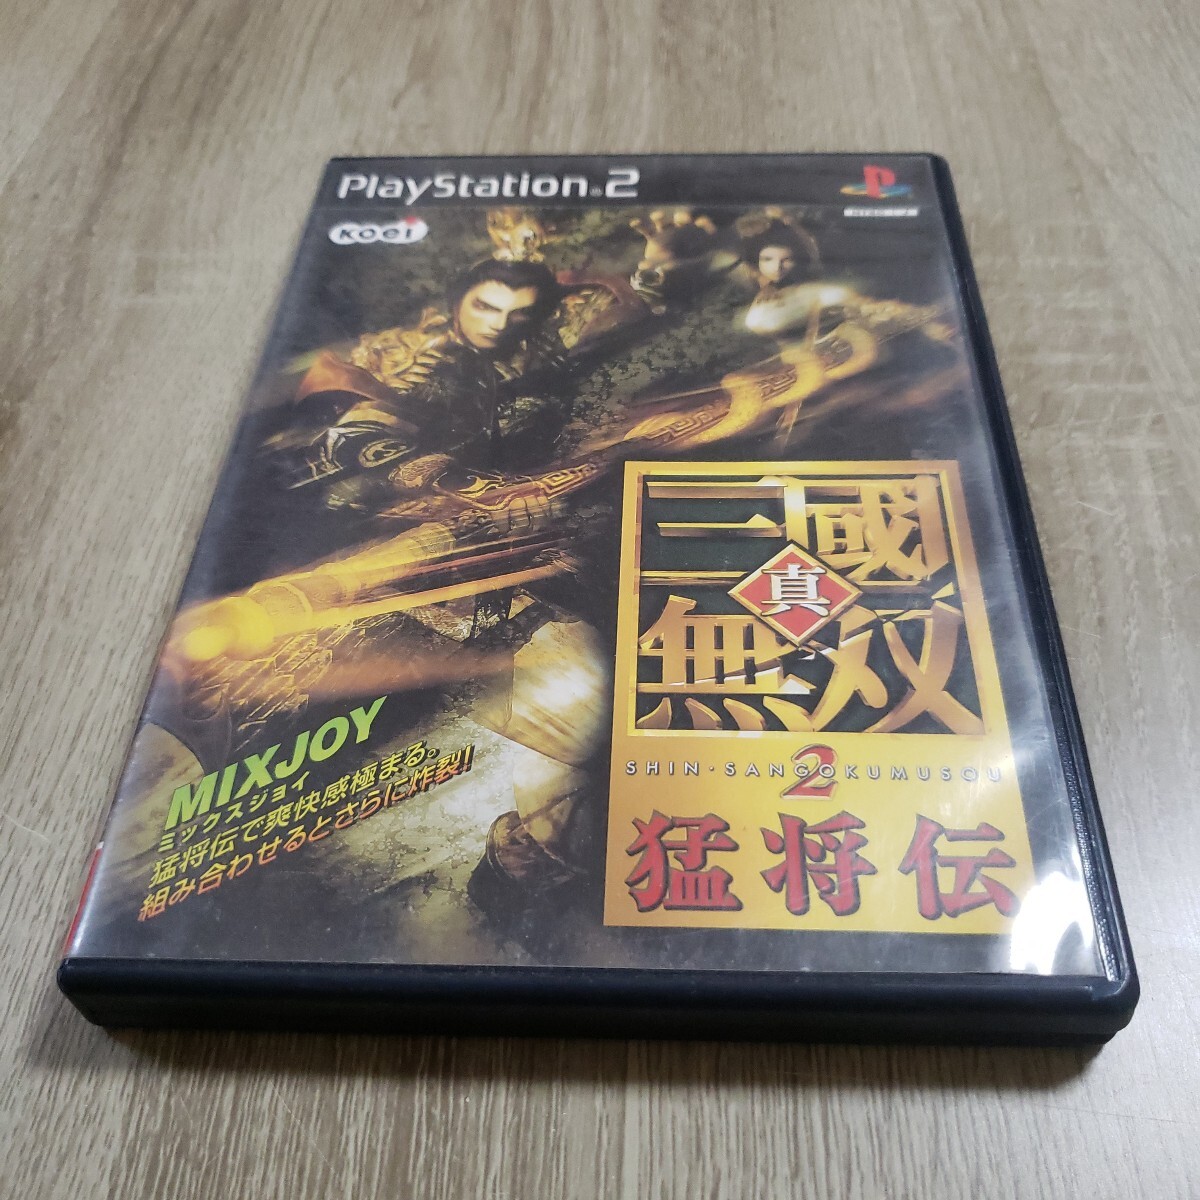 PlayStation®2
NTSC J
KOEI
三國
真
無双
2
SHIN・SANGOKUMUSOU
猛将伝
MIXJOY
ミックスジョイ
猛将伝で爽快感極まる。
組み合わせるとさらに炸裂!